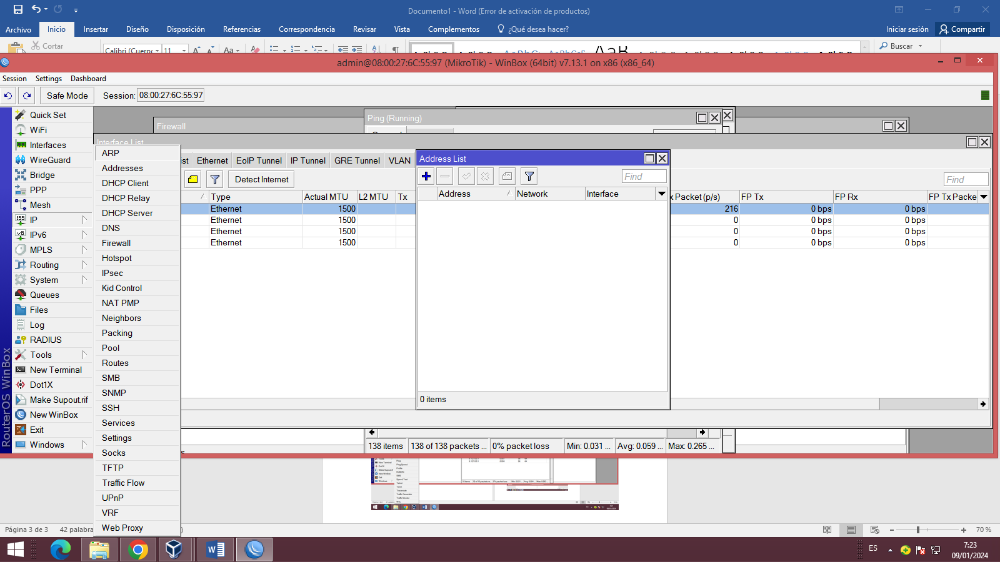 Documento1 - Word (Error de activación de productos)
Archivo Inicio Insertar Diseño Disposición Referencias Correspondencia Revisar Vista Complementos ¿Qué desea hacer? Iniciar sesión Compartir
Cortar Calibri (Cuerpo 11 Aa Buscar
admin@08:00:27:6C:55:97 (MikroTik) - WinBox (64bit) v7.13.1 on x86 (x86_64)
Session Settings Dashboard
Safe Mode Session: 08:00:27:6C:55:97
Quick Set
WiFi
Interfaces
WireGuard
Bridge
PPP
Mesh
IP
IPv6
MPLS
Routing
System
Queues
Files
Log
RADIUS
Tools
New Terminal
Dot1X
Make Supout.rif
New WinBox
Exit
Windows
RouterOS WinBox
Firewall
Ping (Running)
Interface List
ARP
Addresses
DHCP Client
DHCP Relay
DHCP Server
DNS
Firewall
Hotspot
IPsec
Kid Control
NAT PMP
Neighbors
Packing
Pool
Routes
SMB
SNMP
SSH
Services
Settings
Socks
TFTP
Traffic Flow
UPnP
VRF
Web Proxy
st Ethernet EoIP Tunnel IP Tunnel GRE Tunnel VLAN
Detect Internet Find
Type Actual MTU L2 MTU Tx x Packet (p/s) FP Tx FP Rx FP Tx Packe
Ethernet 1500 216 0 bps 0 bps
Ethernet 1500 0 0 bps 0 bps
Ethernet 1500 0 0 bps 0 bps
Ethernet 1500 0 0 bps 0 bps
Address List
Find
Address Network Interface
0 items
138 items 138 of 138 packets ... 0% packet loss Min: 0.031 ... Avg: 0.059 ... Max: 0.265 ...
Página 3 de 3 42 palabra 70 %
ES 7:23
09/01/2024